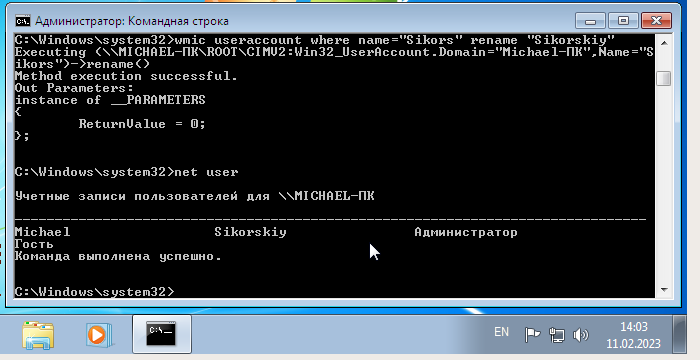 Администратор: Командная строка
C:\Windows\system32>wmic useraccount where name="Sikors" rename "Sikorskiy"
Executing (\\MICHAEL-ПК\ROOT\CIMV2:Win32_UserAccount.Domain="Michael-ПК",Name="S
ikors")->rename()
Method execution successful.
Out Parameters:
instance of __PARAMETERS
{
        ReturnValue = 0;
};
C:\Windows\system32>net user
Учетные записи пользователей для \\MICHAEL-ПК
-------------------------------------------------------------------------------
Michael                  Sikorskiy                Администратор
Гость
Команда выполнена успешно.
C:\Windows\system32>
EN
14:03
11.02.2023